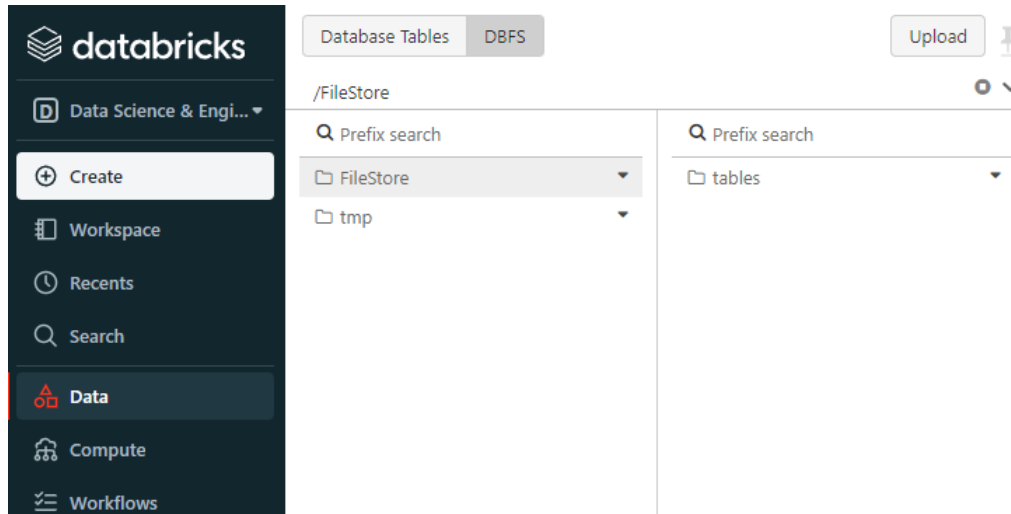 databricks
Data Science & Engi...
Create
Workspace
Recents
Search
Data
Compute
Workflows
Database Tables
DBFS
Upload
/FileStore
Prefix search
FileStore
tmp
Prefix search
tables